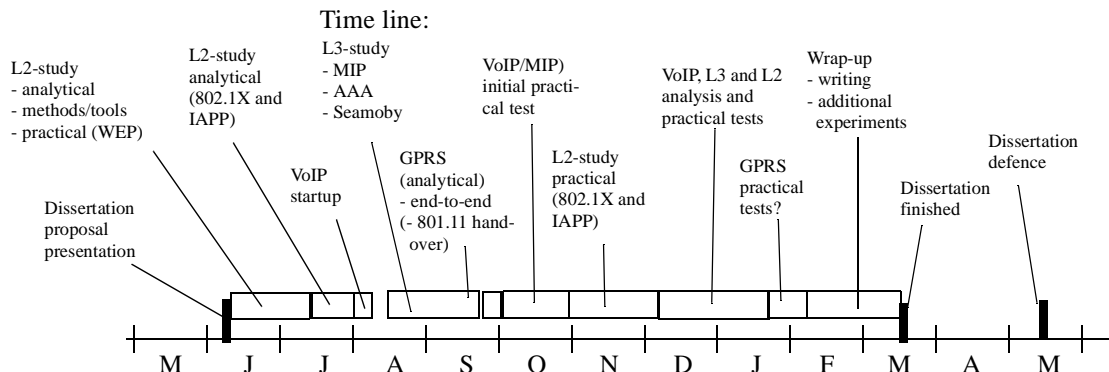 Time line:
L2-study
- analytical
- methods/tools
- practical (WEP)
L2-study
analytical
(802.1X and
IAPP)
L3-study
- MIP
- AAA
- Seamoby
VoIP/MIP)
initial practi-
cal test
VoIP, L3 and L2
analysis and
practical tests
Wrap-up
- writing
- additional
experiments
Dissertation
defence
Dissertation
proposal
presentation
VoIP
startup
GPRS
(analytical)
- end-to-end
(- 801.11 hand-
over)
L2-study
practical
(802.1X and
IAPP)
GPRS
practical
tests?
Dissertation
finished
M J J A S O N D J F M A M